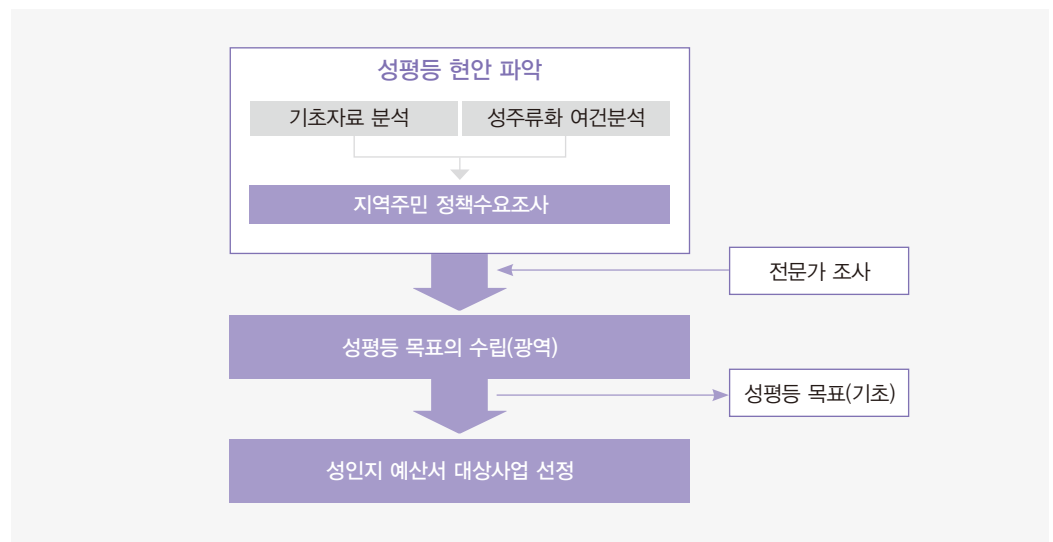 성평등 현안 파악
기초자료 분석
성주류화 여건분석
지역주민 정책수요조사
전문가 조사
성평등 목표의 수립(광역)
성평등 목표(기초)
성인지 예산서 대상사업 선정